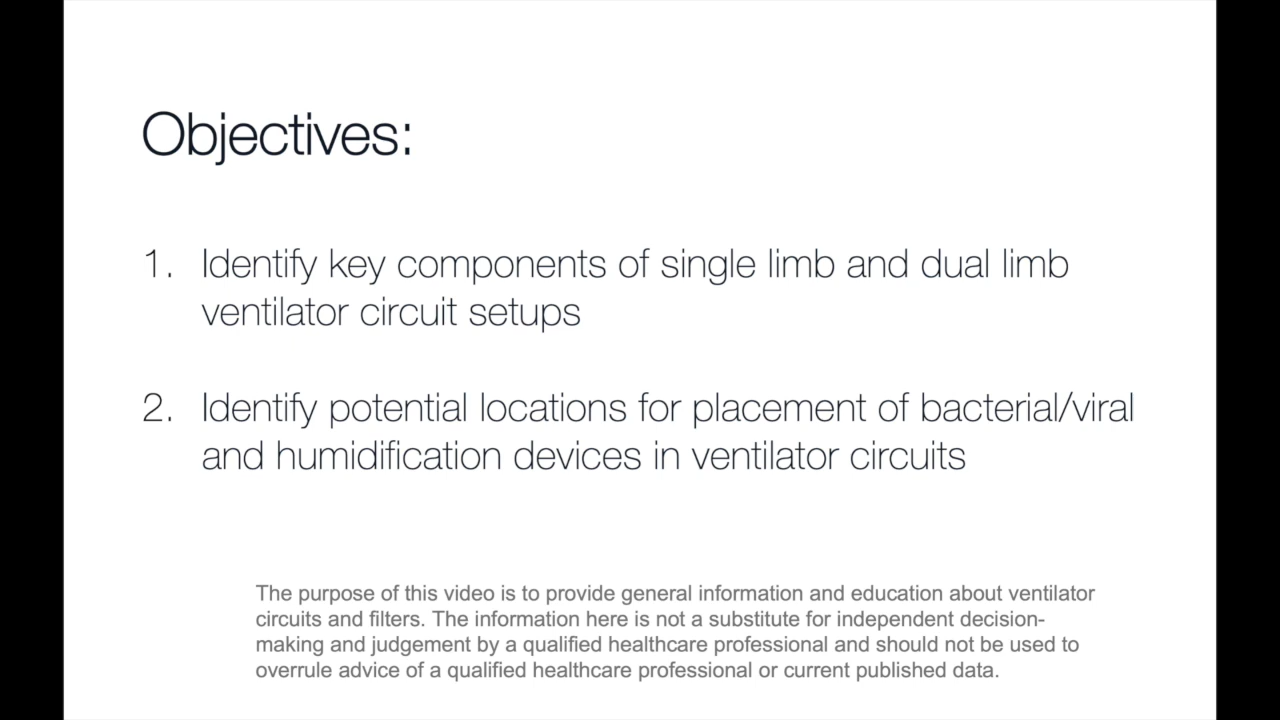 Objectives:
1. Identify key components of single limb and dual limb
ventilator circuit setups
2. Identify potential locations for placement of bacterial/viral
and humidification devices in ventilator circuits
The purpose of this video is to provide general information and education about ventilator
circuits and filters. The information here is not a substitute for independent decision-
making and judgement by a qualified healthcare professional and should not be used to
overrule advice of a qualified healthcare professional or current published data.